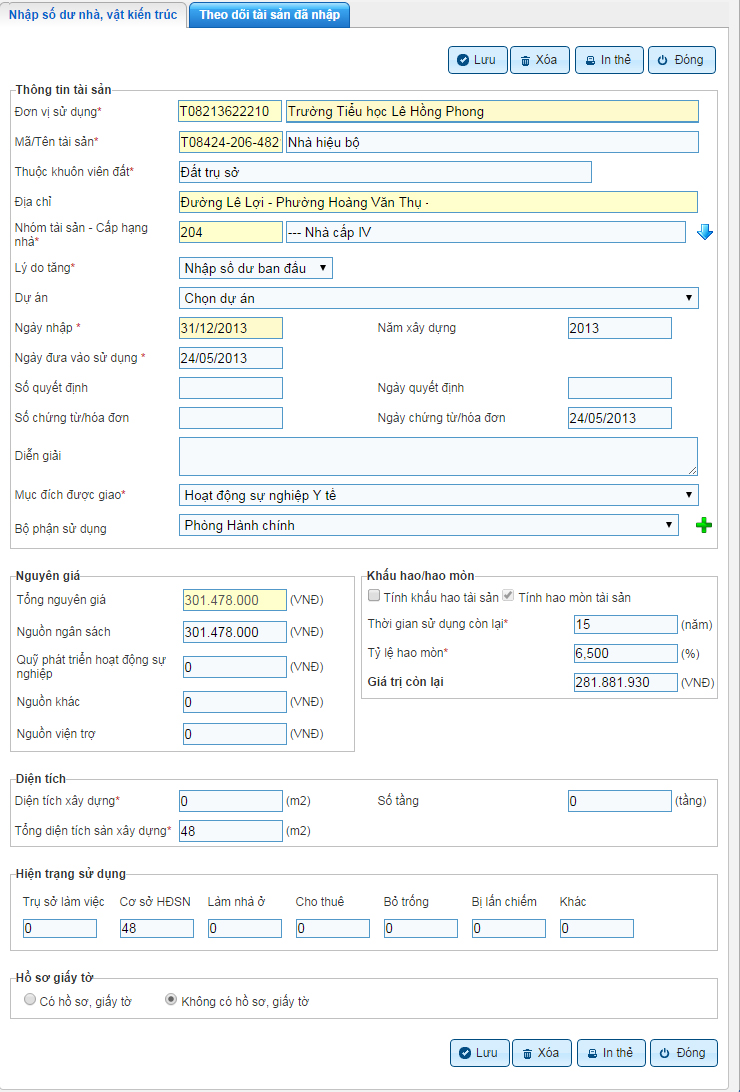 Nhập số dư nhà, vật kiến trúc Theo dõi tài sản đã nhập
Lưu Xóa In thẻ Đóng
Thông tin tài sản
Đơn vị sử dụng* T08213622210 Trường Tiểu học Lê Hồng Phong
Mã/Tên tài sản* T08424-206-482 Nhà hiệu bộ
Thuộc khuôn viên đất* Đất trụ sở
Địa chỉ Đường Lê Lợi - Phường Hoàng Văn Thụ -
Nhóm tài sản - Cấp hạng nhà* 204 --- Nhà cấp IV
Lý do tăng* Nhập số dư ban đầu
Dự án Chọn dự án
Ngày nhập * 31/12/2013 Năm xây dựng 2013
Ngày đưa vào sử dụng * 24/05/2013
Số quyết định Ngày quyết định
Số chứng từ/hóa đơn Ngày chứng từ/hóa đơn 24/05/2013
Diễn giải
Mục đích được giao* Hoạt động sự nghiệp Y tế
Bộ phận sử dụng Phòng Hành chính
Nguyên giá
Tổng nguyên giá 301.478.000 (VNĐ)
Nguồn ngân sách 301.478.000 (VNĐ)
Quỹ phát triển hoạt động sự nghiệp 0 (VNĐ)
Nguồn khác 0 (VNĐ)
Nguồn viện trợ 0 (VNĐ)
Khấu hao/hao mòn
Tính khấu hao tài sản Tính hao mòn tài sản
Thời gian sử dụng còn lại* 15 (năm)
Tỷ lệ hao mòn* 6,500 (%)
Giá trị còn lại 281.881.930 (VNĐ)
Diện tích
Diện tích xây dựng* 0 (m2) Số tầng 0 (tầng)
Tổng diện tích sàn xây dựng* 48 (m2)
Hiện trạng sử dụng
Trụ sở làm việc Cơ sở HĐSN Làm nhà ở Cho thuê Bỏ trống Bị lấn chiếm Khác
0 48 0 0 0 0 0
Hồ sơ giấy tờ
Có hồ sơ, giấy tờ Không có hồ sơ, giấy tờ
Lưu Xóa In thẻ Đóng